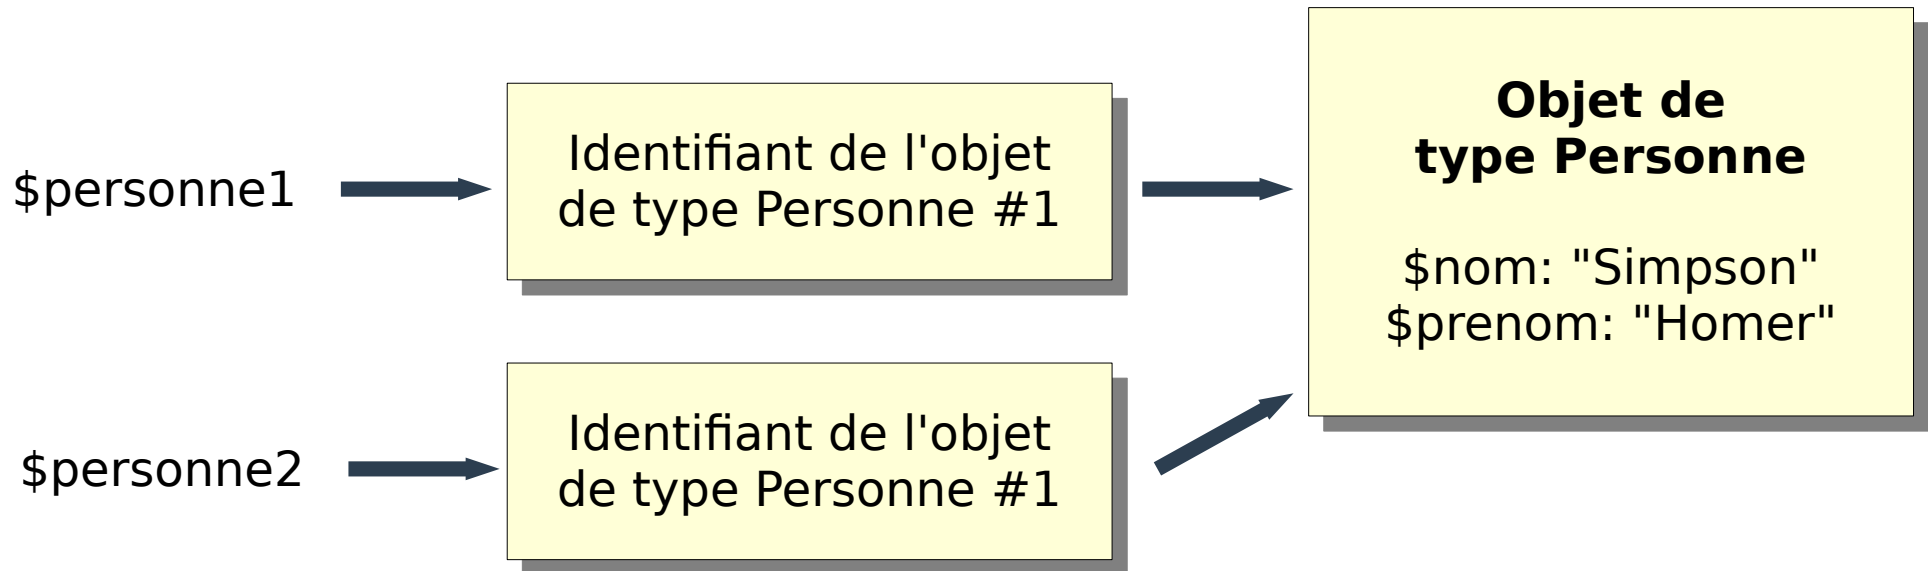 $personne1
Identifiant de l'objet
de type Personne #1
Objet de
type Personne
$nom: "Simpson"
$prenom: "Homer"
$personne2
Identifiant de l'objet
de type Personne #1